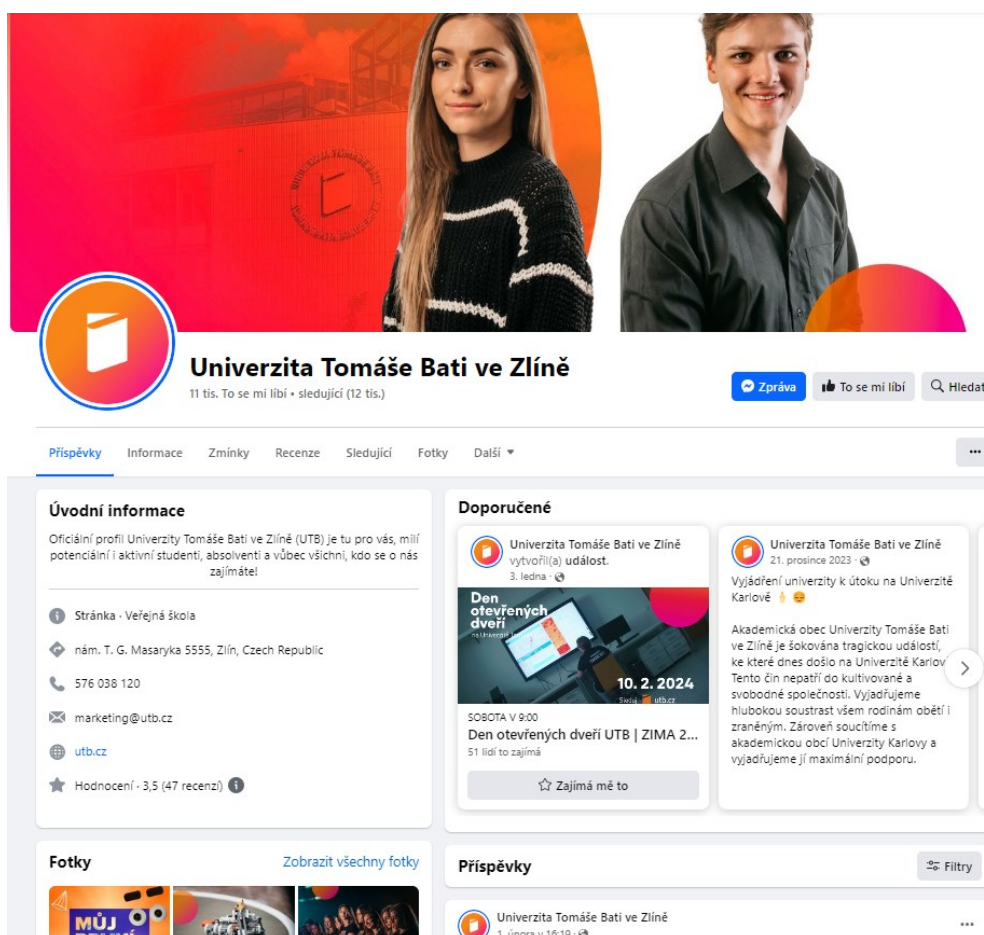 Univerzita Tomáše Bati ve Zlíně
11 tis. To se mi líbí • sledující (12 tis.)
Zpráva
To se mi líbí
Hledat
Příspěvky
Informace
Zmínky
Recenze
Sledující
Fotky
Další
Úvodní informace
Oficiální profil Univerzity Tomáše Bati ve Zlíně (UTB) je tu pro vás, milí
potenciální i aktivní studenti, absolventi a vůbec všichni, kdo se o nás
zajímáte!
Stránka · Veřejná škola
nám. T. G. Masaryka 5555, Zlín, Czech Republic
576 038 120
marketing@utb.cz
utb.cz
Hodnocení · 3,5 (47 recenzí)
Fotky
Zobrazit všechny fotky
MŮJ
Doporučené
Univerzita Tomáše Bati ve Zlíně
vytvořil(a) událost.
3. ledna
Den
otevřených
dveří
10. 2. 2024
Sleduj utb.cz
SOBOTA V 9:00
Den otevřených dveří UTB | ZIMA 2...
51 lidí to zajímá
Zajímá mě to
Univerzita Tomáše Bati ve Zlíně
21. prosince 2023
Vyjádření univerzity k útoku na Univerzitě
Karlově
Akademická obec Univerzity Tomáše Bati
ve Zlíně je šokována tragickou událostí,
ke které dnes došlo na Univerzitě Karlov
Tento čin nepatří do kultivované a
svobodné společnosti. Vyjadřujeme
hlubokou soustrast všem rodinám obětí i
zraněným. Zároveň soucítíme s
akademickou obcí Univerzity Karlovy a
vyjadřujeme jí maximální podporu.
Příspěvky
Filtry
Univerzita Tomáše Bati ve Zlíně
1. února v 16:19